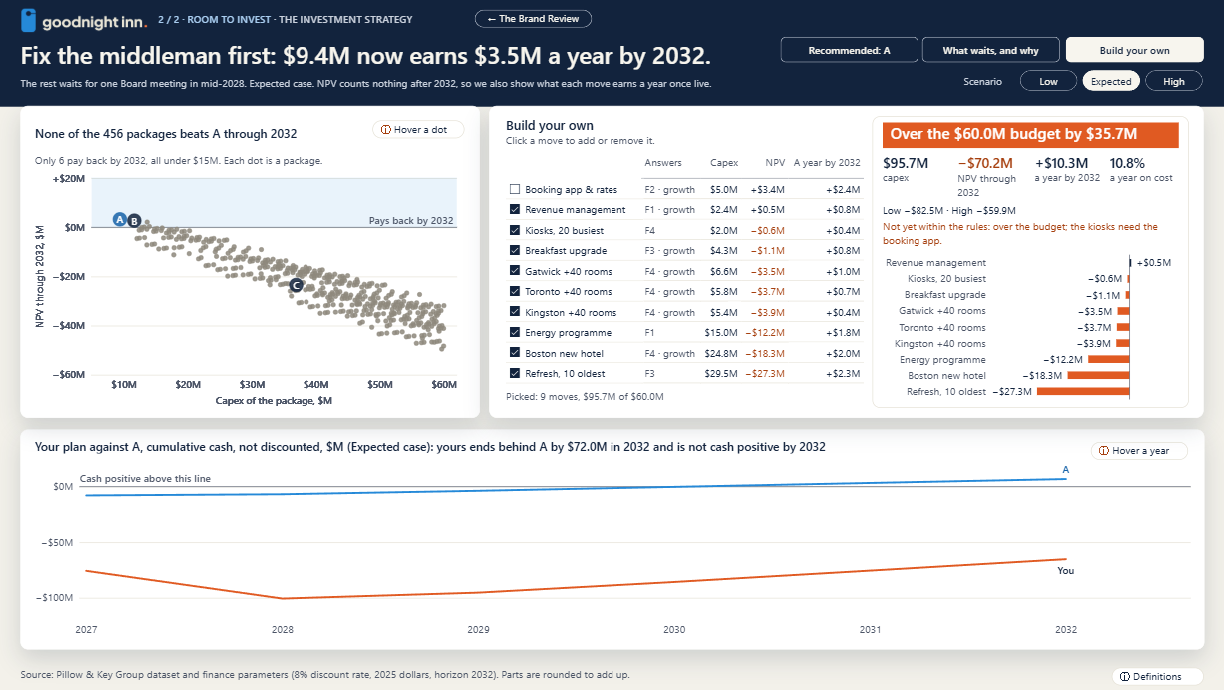 goodnight inn.
2 / 2 · ROOM TO INVEST · THE INVESTMENT STRATEGY
← The Brand Review
Fix the middleman first: $9.4M now earns $3.5M a year by 2032.
The rest waits for one Board meeting in mid-2028. Expected case. NPV counts nothing after 2032, so we also show what each move earns a year once live.
Recommended: A
What waits, and why
Build your own
Scenario
Low
Expected
High
None of the 456 packages beats A through 2032
Hover a dot
Only 6 pay back by 2032, all under $15M. Each dot is a package.
NPV through 2032, $M
+$20M
$0M
−$20M
−$40M
−$60M
Pays back by 2032
A
B
C
$10M $20M $30M $40M $50M $60M
Capex of the package, $M
Build your own
Click a move to add or remove it.
Answers Capex NPV A year by 2032
Booking app & rates F2 · growth $5.0M +$3.4M +$2.4M
Revenue management F1 · growth $2.4M +$0.5M +$0.8M
Kiosks, 20 busiest F4 $2.0M −$0.6M +$0.4M
Breakfast upgrade F3 · growth $4.3M −$1.1M +$0.8M
Gatwick +40 rooms F4 · growth $6.6M −$3.5M +$1.0M
Toronto +40 rooms F4 · growth $5.8M −$3.7M +$0.7M
Kingston +40 rooms F4 · growth $5.4M −$3.9M +$0.4M
Energy programme F1 $15.0M −$12.2M +$1.8M
Boston new hotel F4 · growth $24.8M −$18.3M +$2.0M
Refresh, 10 oldest F3 $29.5M −$27.3M +$2.3M
Picked: 9 moves, $95.7M of $60.0M
Over the $60.0M budget by $35.7M
$95.7M −$70.2M +$10.3M 10.8%
capex NPV through 2032 a year by 2032 a year on cost
Low −$82.5M · High −$59.9M
Not yet within the rules: over the budget; the kiosks need the
booking app.
Revenue management +$0.5M
Kiosks, 20 busiest −$0.6M
Breakfast upgrade −$1.1M
Gatwick +40 rooms −$3.5M
Toronto +40 rooms −$3.7M
Kingston +40 rooms −$3.9M
Energy programme −$12.2M
Boston new hotel −$18.3M
Refresh, 10 oldest −$27.3M
Your plan against A, cumulative cash, not discounted, $M (Expected case): yours ends behind A by $72.0M in 2032 and is not cash positive by 2032
Hover a year
Cash positive above this line
$0M
−$50M
−$100M
A
You
2027 2028 2029 2030 2031 2032
Source: Pillow & Key Group dataset and finance parameters (8% discount rate, 2025 dollars, horizon 2032). Parts are rounded to add up.
Definitions